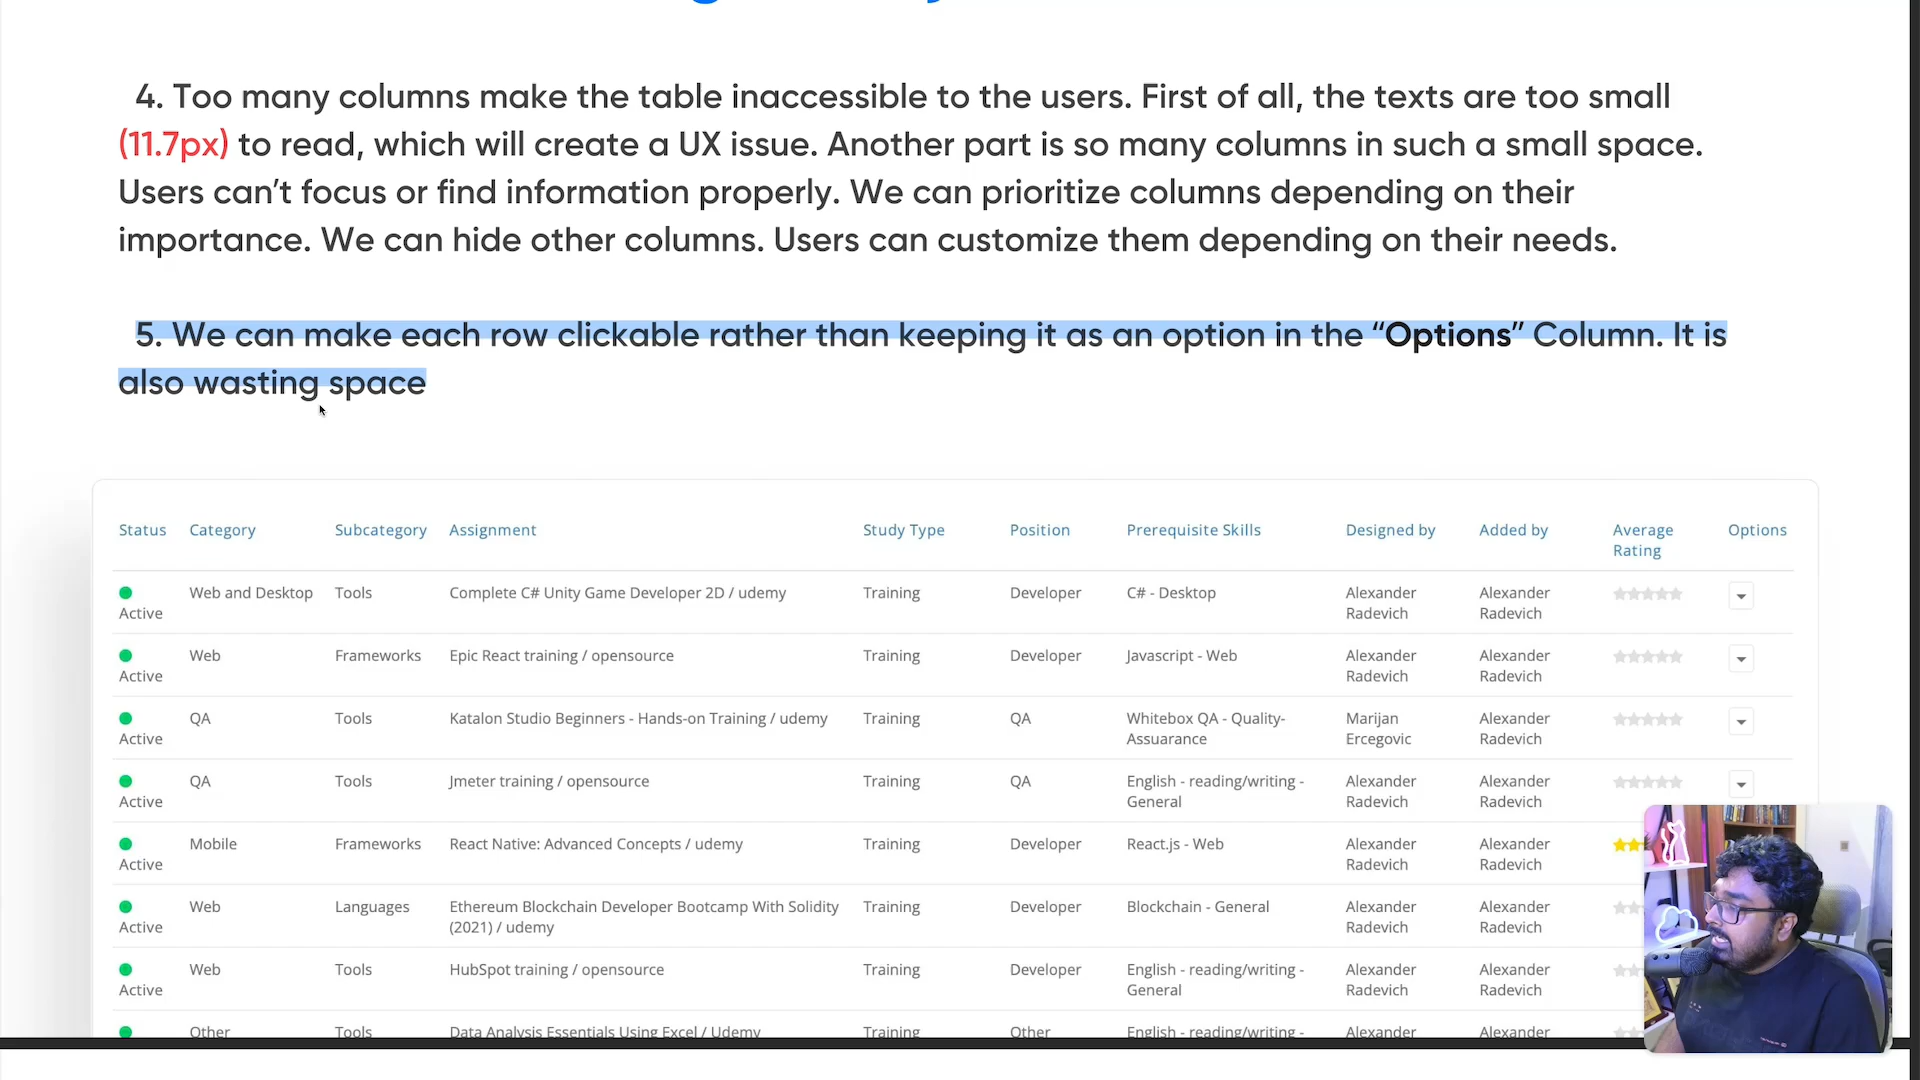 4. Too many columns make the table inaccessible to the users. First of all, the texts are too small
(11.7px) to read, which will create a UX issue. Another part is so many columns in such a small space.
Users can’t focus or find information properly. We can prioritize columns depending on their
importance. We can hide other columns. Users can customize them depending on their needs.
5. We can make each row clickable rather than keeping it as an option in the “Options” Column. It is
also wasting space
Status Category Subcategory Assignment Study Type Position Prerequisite Skills Designed by Added by Average Options
Rating
Web and Desktop Tools Complete C# Unity Game Developer 2D / udemy Training Developer C# - Desktop Alexander Alexander
Active Radevich Radevich
Web Frameworks Epic React training / opensource Training Developer Javascript - Web Alexander Alexander
Active Radevich Radevich
QA Tools Katalon Studio Beginners - Hands-on Training / udemy Training QA Whitebox QA - Quality- Marijan Alexander
Active Assuarance Ercegovic Radevich
QA Tools Jmeter training / opensource Training QA English - reading/writing - Alexander Alexander
Active General Radevich Radevich
Mobile Frameworks React Native: Advanced Concepts / udemy Training Developer React.js - Web Alexander Alexander
Active Radevich Radevich
Web Languages Ethereum Blockchain Developer Bootcamp With Solidity Training Developer Blockchain - General Alexander Alexander
Active (2021) / udemy Radevich Radevich
Web Tools HubSpot training / opensource Training Developer English - reading/writing - Alexander Alexander
Active General Radevich Radevich
Other Tools Data Analysis Essentials Using Excel / Udemy Training Other English - reading/writing - Alexander Alexander